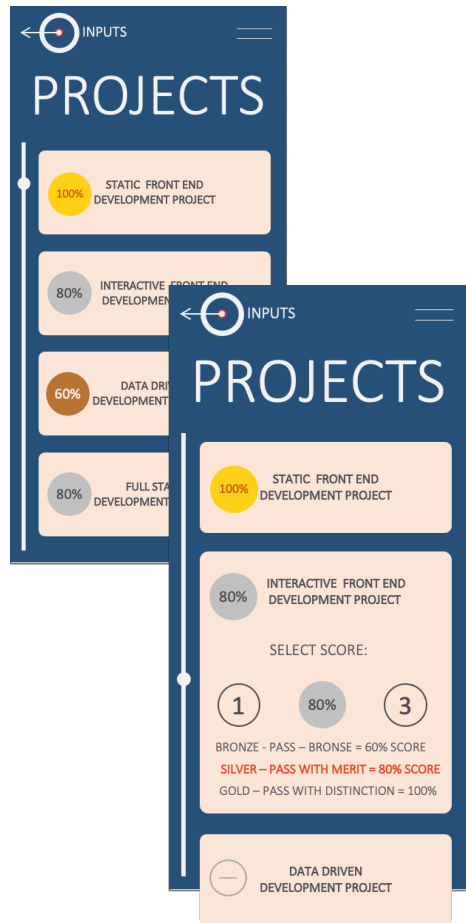 INPUTS
PROJECTS
100%
STATIC FRONT END
DEVELOPMENT PROJECT
80%
INTERACTIVE FRONT END
60%
DATA
80%
FULL
INPUTS
PROJECTS
100%
STATIC FRONT END
DEVELOPMENT PROJECT
80%
INTERACTIVE FRONT END
DEVELOPMENT PROJECT
SELECT SCORE:
1
80%
3
BRONZE - PASS – BRONSE = 60% SCORE
SILVER – PASS WITH MERIT = 80% SCORE
GOLD – PASS WITH DISTINCTION = 100%
DATA DRIVEN
DEVELOPMENT PROJECT